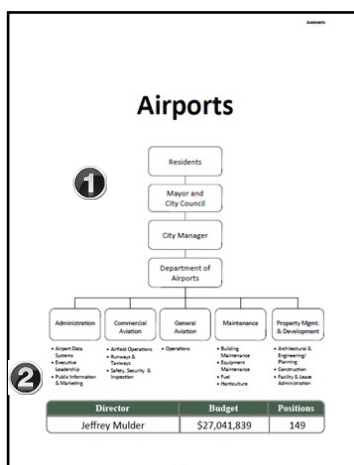 AIRPORTS
Airports
Residents
Mayor and
City Council
City Manager
Department of
Airports
Administration
Commercial
Aviation
General
Aviation
Maintenance
Property Mgmt.
& Development
• Airport Data
Systems
• Executive
Leadership
• Public Information
& Marketing
• Airfield Operations
• Runways &
Taxiways
• Safety, Security &
Inspection
• Operations
• Building
Maintenance
• Equipment
Maintenance
• Fuel
• Horticulture
• Architectural &
Engineering/
Planning
• Construction
• Facility & Lease
Administration
1
2
Director Budget Positions
Jeffrey Mulder $27,041,839 149